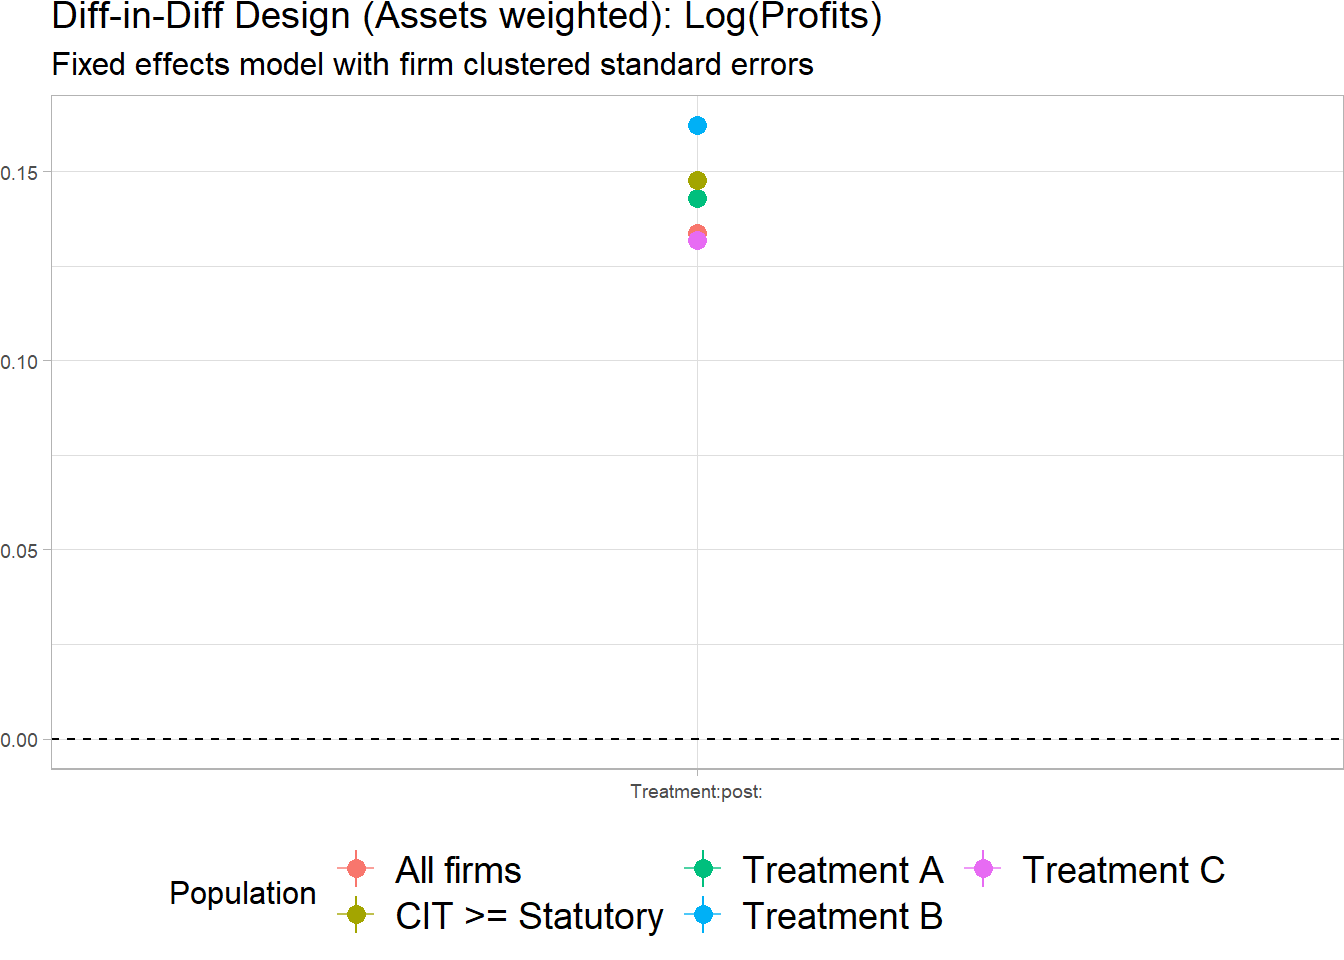 Diff-in-Diff Design (Assets weighted): Log(Profits)
Fixed effects model with firm clustered standard errors
0.15
0.10
0.05
0.00
Treatment:post:
Population
All firms
CIT >= Statutory
Treatment A
Treatment B
Treatment C